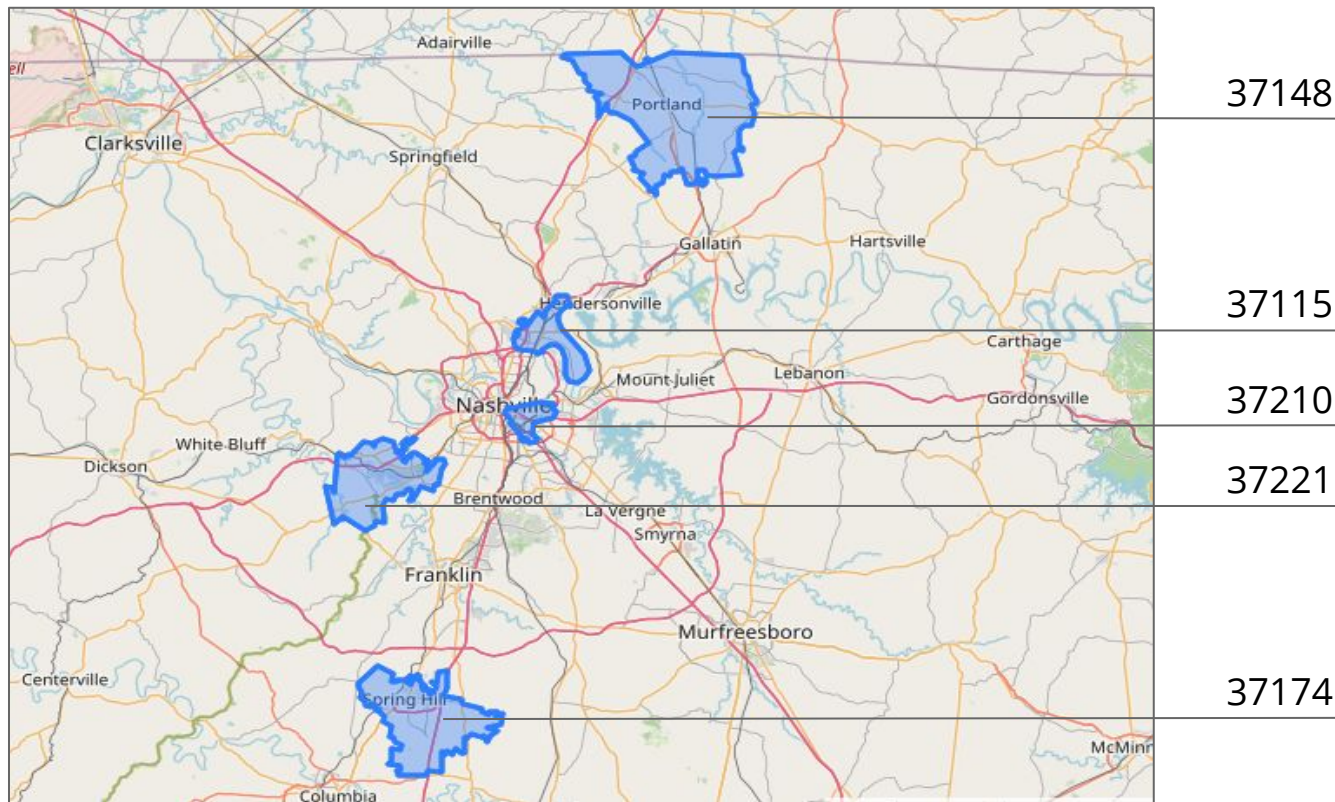 Adairville
ell
37148
Portland
Clarksville
Springfield
Gallatin
Hartsville
Hendersonville
37115
Carthage
Mount Juliet
Lebanon
Gordonsville
37210
Nashville
White Bluff
Dickson
37221
Brentwood
La Vergne
Smyrna
Franklin
Murfreesboro
Centerville
37174
Spring Hill
McMinn
Columbia